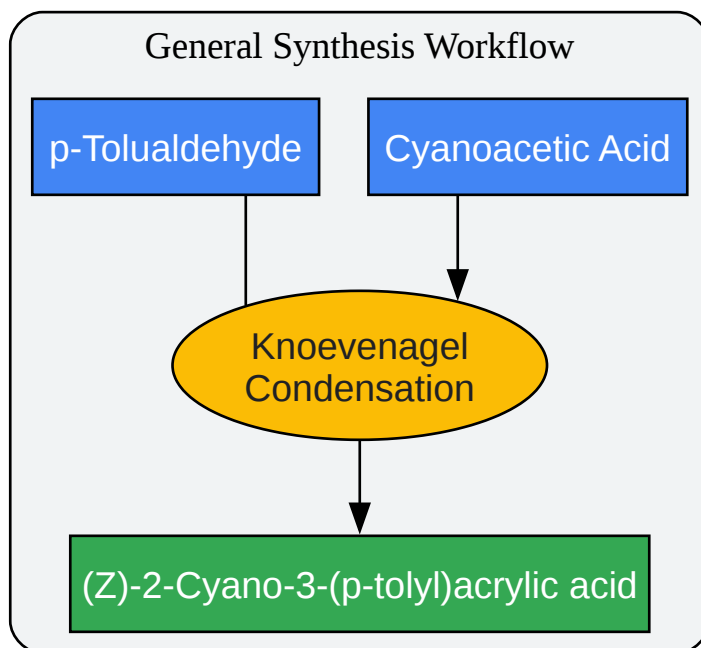 General Synthesis Workflow
p-Tolualdehyde
Cyanoacetic Acid
Knoevenagel
Condensation
(Z)-2-Cyano-3-(p-tolyl)acrylic acid